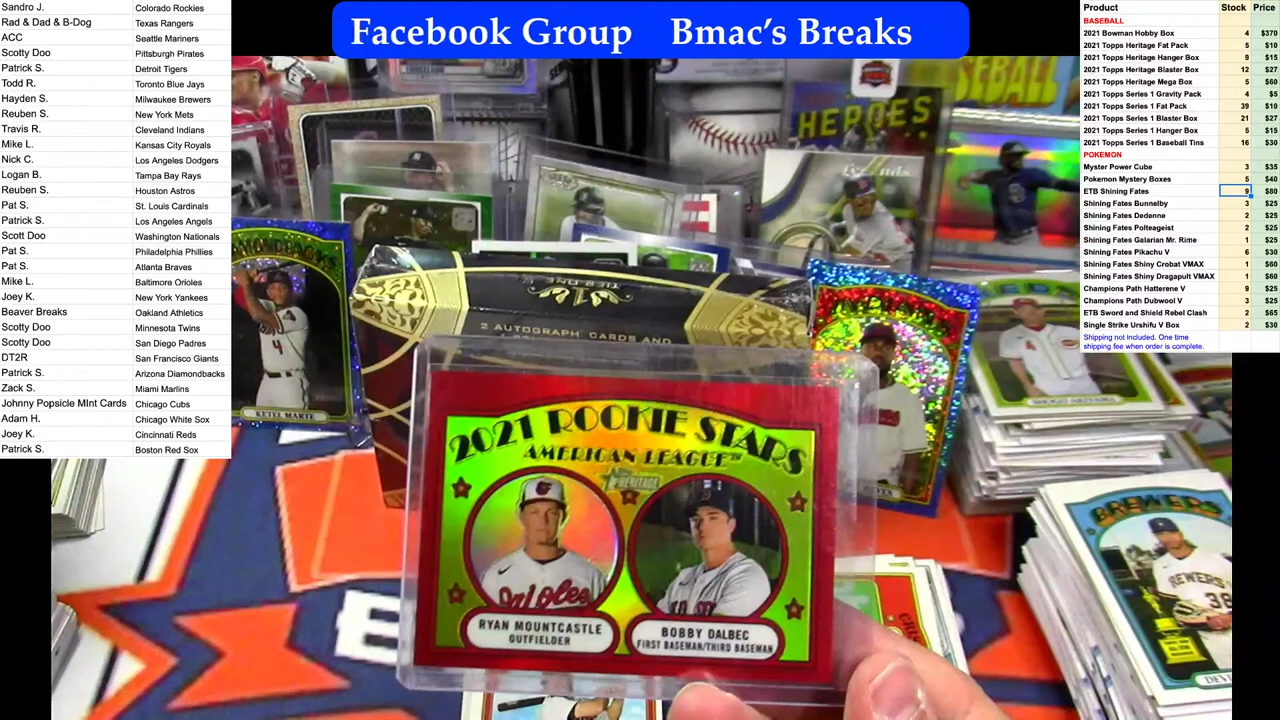 Facebook Group Bmac's Breaks
Sandro J. Colorado Rockies
Rad & Dad & B-Dog Texas Rangers
ACC Seattle Mariners
Scotty Doo Pittsburgh Pirates
Patrick S. Detroit Tigers
Todd R. Toronto Blue Jays
Hayden S. Milwaukee Brewers
Reuben S. New York Mets
Travis R. Cleveland Indians
Mike L. Kansas City Royals
Nick C. Los Angeles Dodgers
Logan B. Tampa Bay Rays
Reuben S. Houston Astros
Pat S. St. Louis Cardinals
Patrick S. Los Angeles Angels
Scott Doo Washington Nationals
Pat S. Philadelphia Phillies
Pat S. Atlanta Braves
Mike L. Baltimore Orioles
Joey K. New York Yankees
Beaver Breaks Oakland Athletics
Scotty Doo Minnesota Twins
Scotty Doo San Diego Padres
DT2R San Francisco Giants
Patrick S. Arizona Diamondbacks
Zack S. Miami Marlins
Johnny Popsicle MInt Cards Chicago Cubs
Adam H. Chicago White Sox
Joey K. Cincinnati Reds
Patrick S. Boston Red Sox
Product Stock Price
BASEBALL
2021 Bowman Hobby Box 4 $370
2021 Topps Heritage Fat Pack 5 $10
2021 Topps Heritage Hanger Box 9 $15
2021 Topps Heritage Blaster Box 12 $27
2021 Topps Heritage Mega Box 5 $60
2021 Topps Series 1 Gravity Pack 4 $5
2021 Topps Series 1 Fat Pack 39 $10
2021 Topps Series 1 Blaster Box 21 $27
2021 Topps Series 1 Hanger Box 5 $15
2021 Topps Series 1 Baseball Tins 16 $30
POKEMON
Myster Power Cube 3 $35
Pokemon Mystery Boxes 5 $40
ETB Shining Fates 9 $80
Shining Fates Bunnelby 3 $25
Shining Fates Dedenne 2 $25
Shining Fates Polteageist 2 $25
Shining Fates Galarian Mr. Rime 1 $25
Shining Fates Pikachu V 6 $30
Shining Fates Shiny Crobat VMAX 1 $60
Shining Fates Shiny Dragapult VMAX 1 $60
Champions Path Hatterene V 9 $25
Champions Path Dubwool V 3 $25
ETB Sword and Shield Rebel Clash 2 $65
Single Strike Urshifu V Box 2 $30
Shipping not included. One time
shipping fee when order is complete.
HEROES
TIER ONE
2 AUTOGRAPH CARDS AND
4
KETEL MARTE
2021 ROOKIE STARS
AMERICAN LEAGUE™
HERITAGE
Orioles
RYAN MOUNTCASTLE
OUTFIELDER
BOBBY DALBEC
FIRST BASEMAN/THIRD BASEMAN
BREWERS
BREWERS
38
DEVI